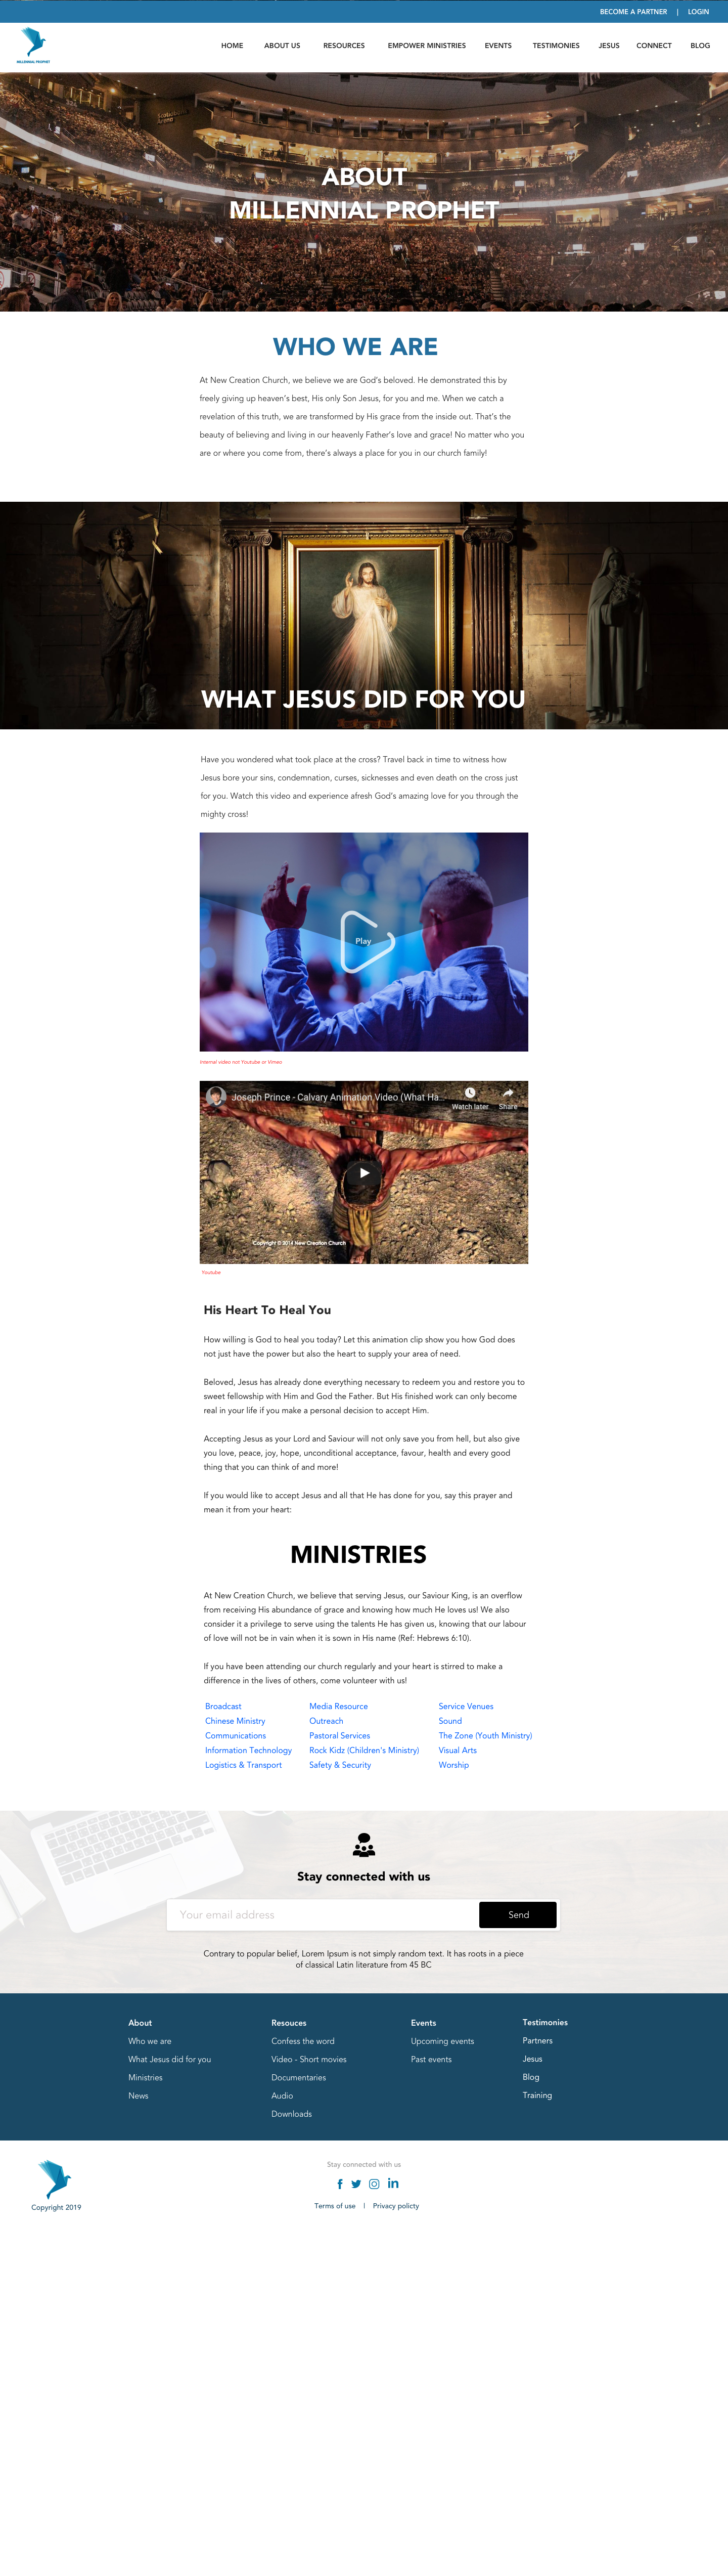 BECOME A PARTNER | LOGIN
MILLENNIAL PROPHET
HOME ABOUT US RESOURCES EMPOWER MINISTRIES EVENTS TESTIMONIES JESUS CONNECT BLOG
Scotiabank Arena
ABOUT
MILLENNIAL PROPHET
WHO WE ARE
At New Creation Church, we believe we are God's beloved. He demonstrated this by
freely giving up heaven's best, His only Son Jesus, for you and me. When we catch a
revelation of this truth, we are transformed by His grace from the inside out. That's the
beauty of believing and living in our heavenly Father's love and grace! No matter who you
are or where you come from, there's always a place for you in our church family!
WHAT JESUS DID FOR YOU
Have you wondered what took place at the cross? Travel back in time to witness how
Jesus bore your sins, condemnation, curses, sicknesses and even death on the cross just
for you. Watch this video and experience afresh God's amazing love for you through the
mighty cross!
Play
Internal video not Youtube or Vimeo
Joseph Prince - Calvary Animation Video (What Ha...
Watch later Share
Copyright © 2014 New Creation Church
Youtube
His Heart To Heal You
How willing is God to heal you today? Let this animation clip show you how God does
not just have the power but also the heart to supply your area of need.
Beloved, Jesus has already done everything necessary to redeem you and restore you to
sweet fellowship with Him and God the Father. But His finished work can only become
real in your life if you make a personal decision to accept Him.
Accepting Jesus as your Lord and Saviour will not only save you from hell, but also give
you love, peace, joy, hope, unconditional acceptance, favour, health and every good
thing that you can think of and more!
If you would like to accept Jesus and all that He has done for you, say this prayer and
mean it from your heart:
MINISTRIES
At New Creation Church, we believe that serving Jesus, our Saviour King, is an overflow
from receiving His abundance of grace and knowing how much He loves us! We also
consider it a privilege to serve using the talents He has given us, knowing that our labour
of love will not be in vain when it is sown in His name (Ref: Hebrews 6:10).
If you have been attending our church regularly and your heart is stirred to make a
difference in the lives of others, come volunteer with us!
Broadcast Media Resource Service Venues
Chinese Ministry Outreach Sound
Communications Pastoral Services The Zone (Youth Ministry)
Information Technology Rock Kidz (Children's Ministry) Visual Arts
Logistics & Transport Safety & Security Worship
Stay connected with us
Your email address Send
Contrary to popular belief, Lorem Ipsum is not simply random text. It has roots in a piece
of classical Latin literature from 45 BC
About Resouces Events Testimonies
Who we are Confess the word Upcoming events Partners
What Jesus did for you Video - Short movies Past events Jesus
Ministries Documentaries Blog
News Audio Training
Downloads
Stay connected with us
Copyright 2019
Terms of use | Privacy policty